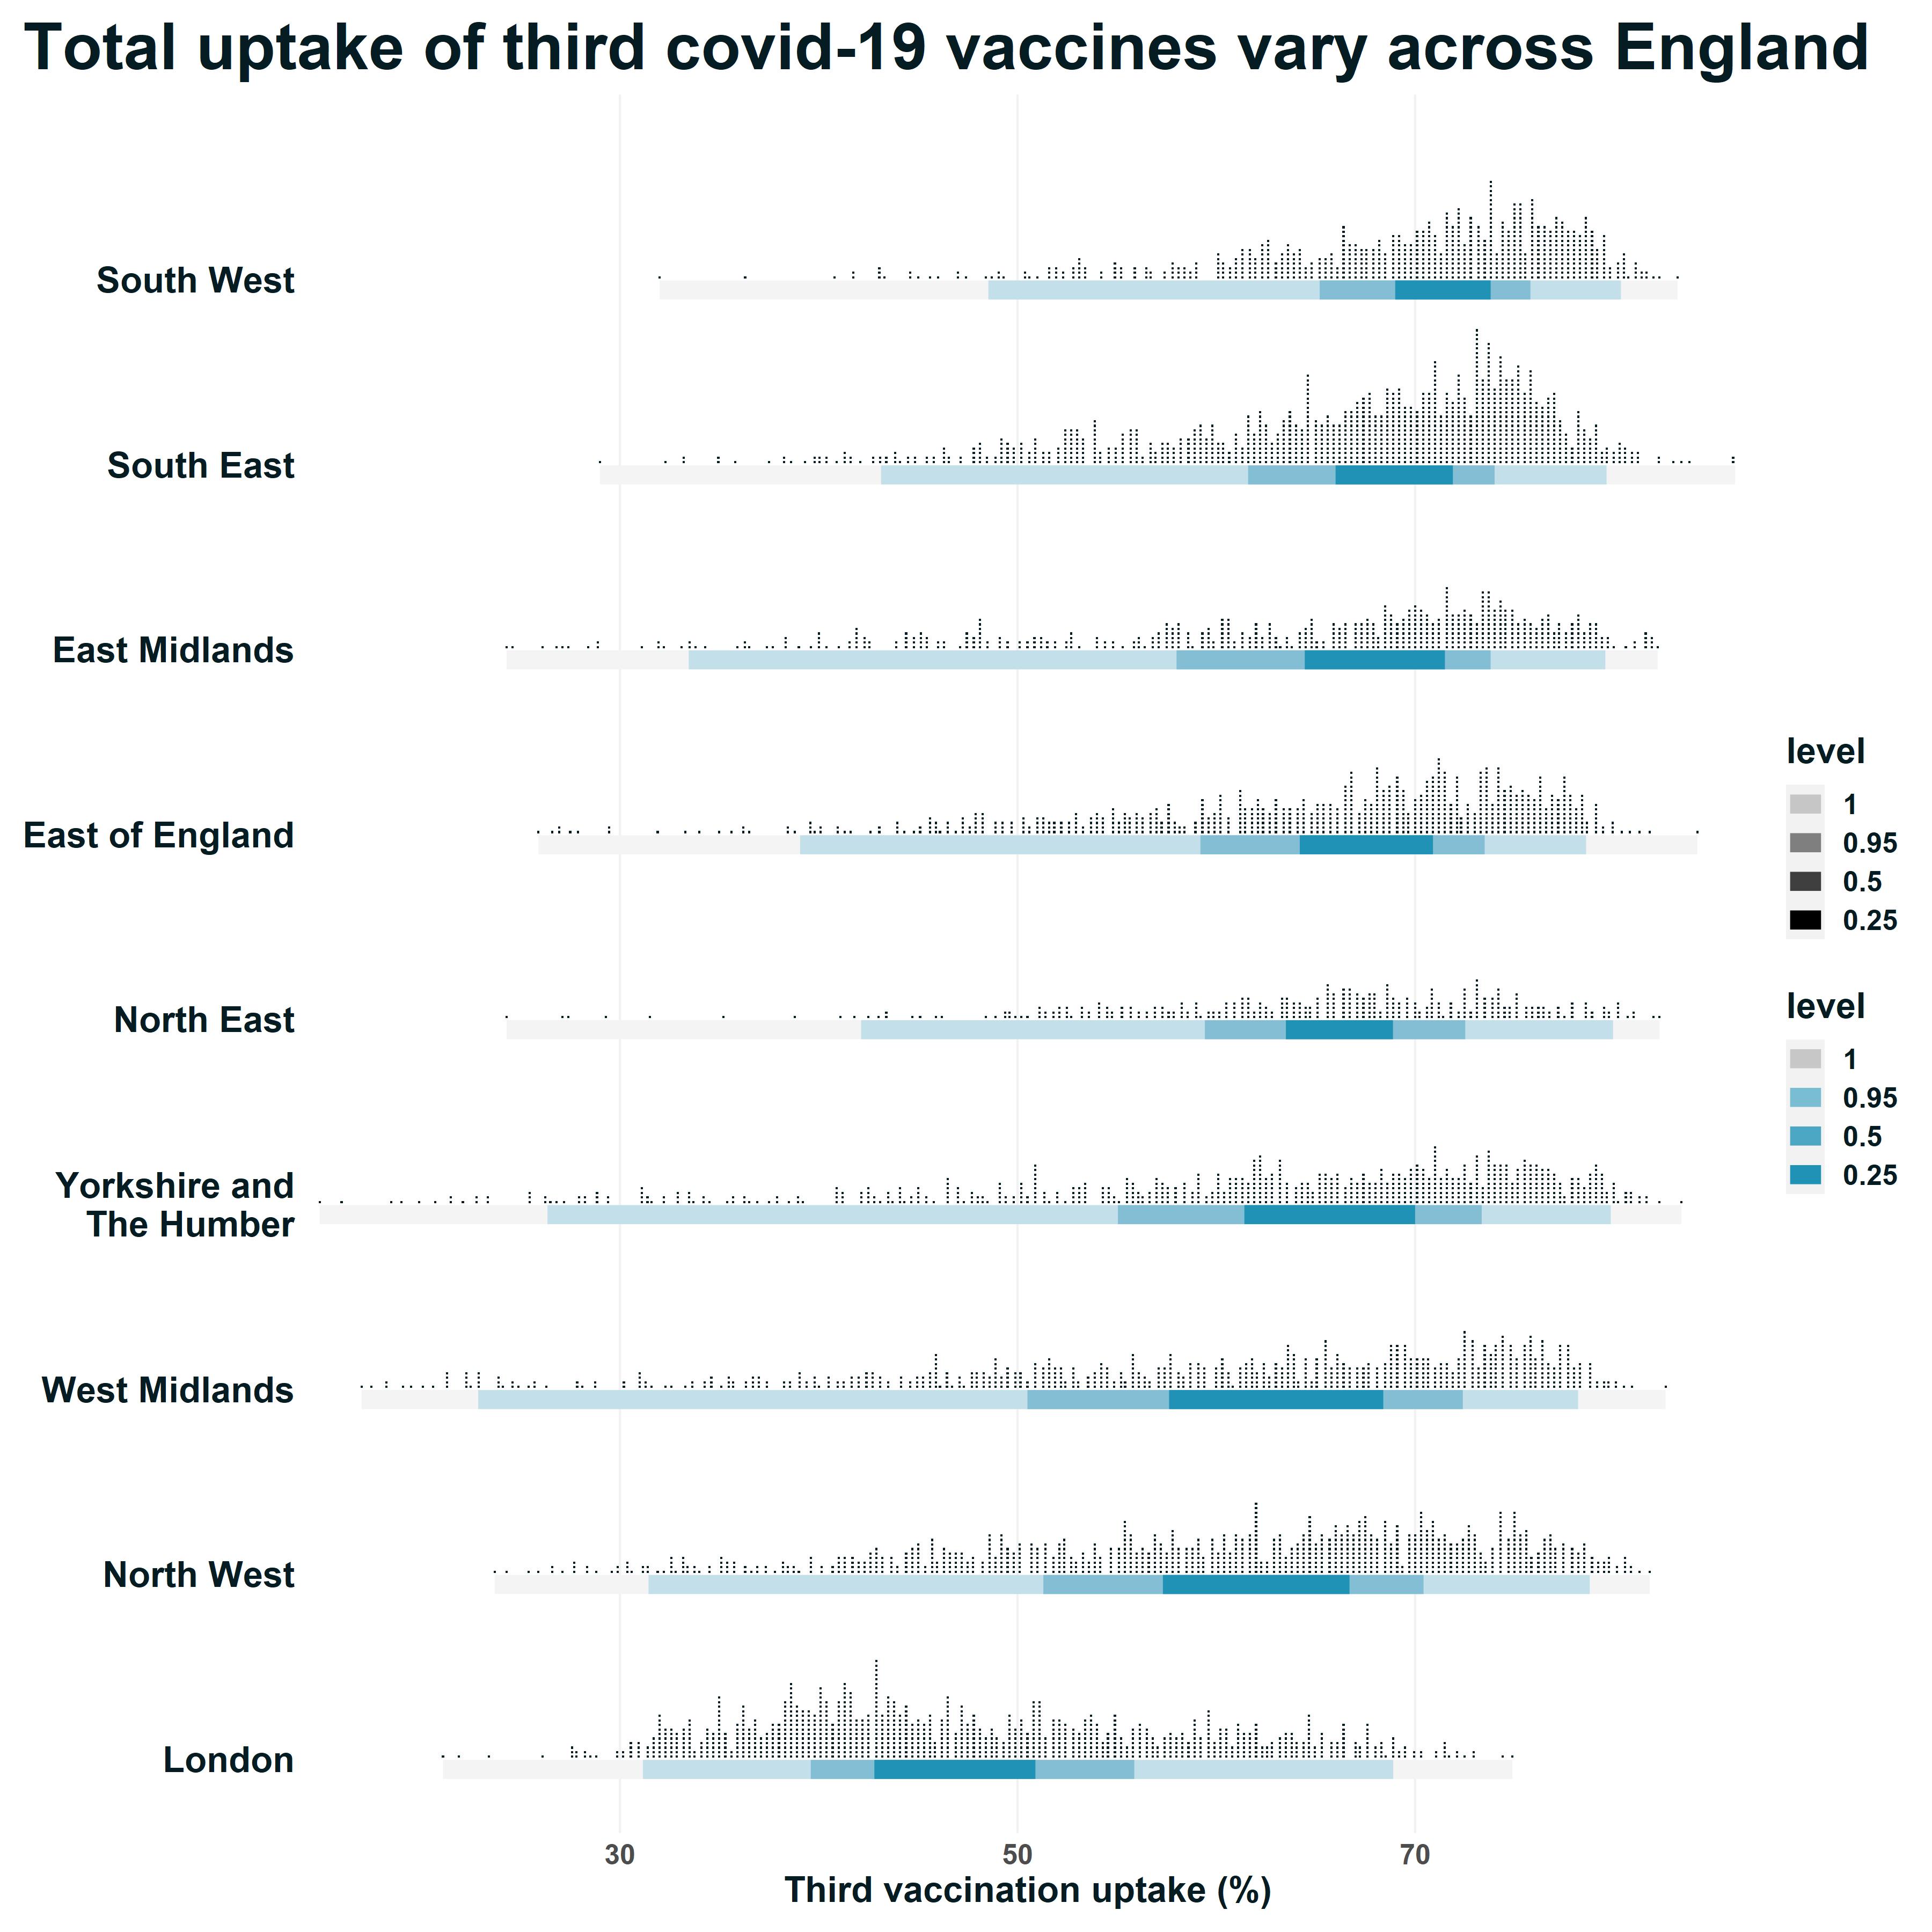 Total uptake of third covid-19 vaccines vary across England
South West
South East
East Midlands
East of England
North East
Yorkshire and
The Humber
West Midlands
North West
London
30
50
70
Third vaccination uptake (%)
level
1
0.95
0.5
0.25
level
1
0.95
0.5
0.25